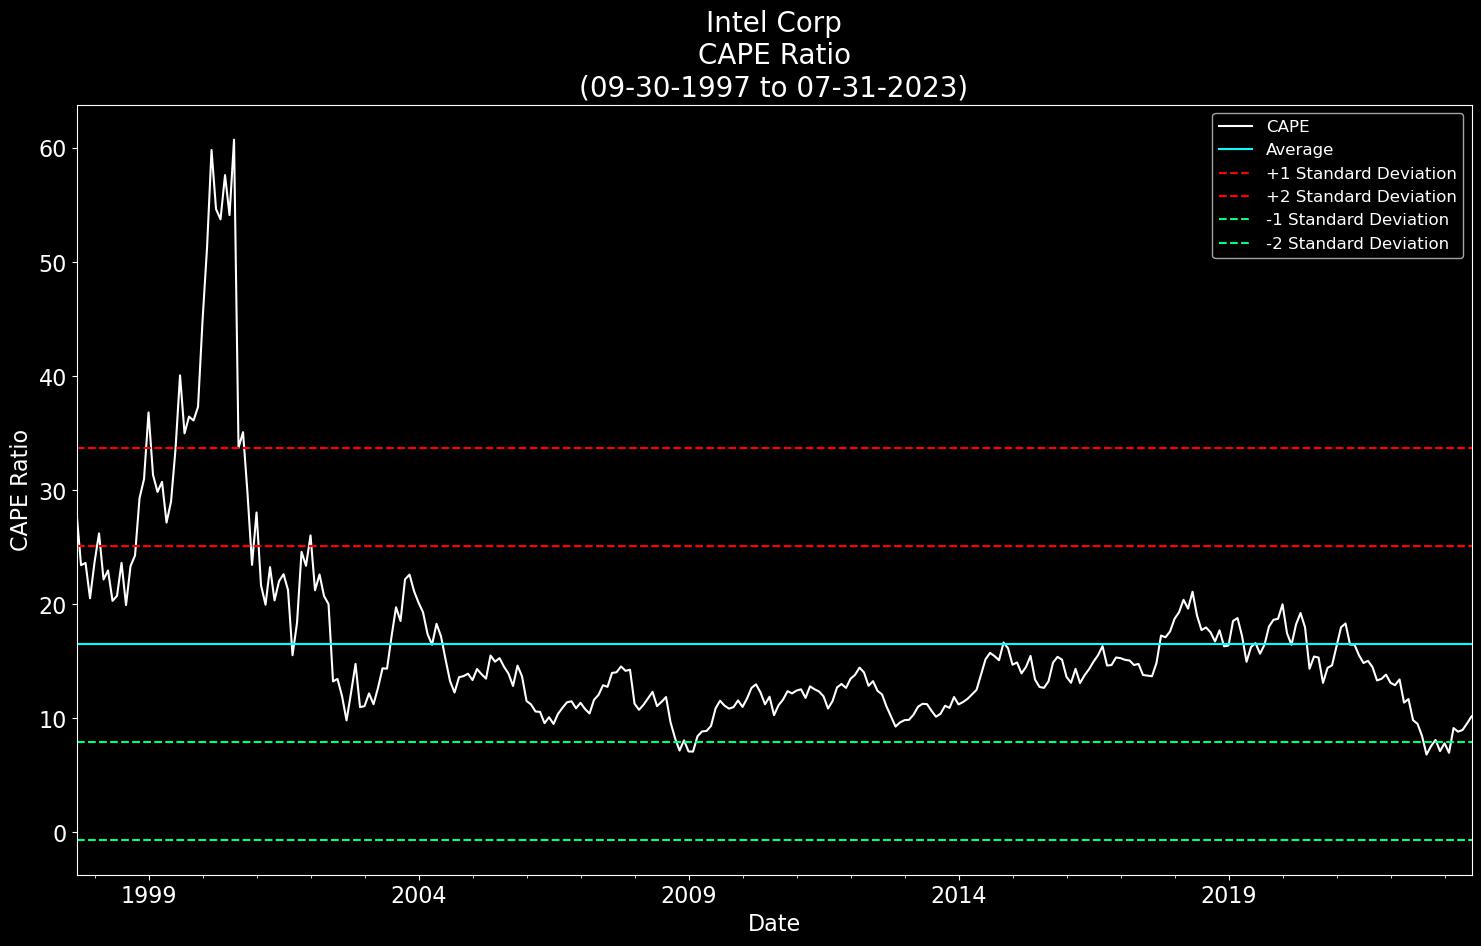 Intel Corp
CAPE Ratio
(09-30-1997 to 07-31-2023)
CAPE
Average
+1 Standard Deviation
+2 Standard Deviation
-1 Standard Deviation
-2 Standard Deviation
60
50
40
30
20
10
0
CAPE Ratio
1999 2004 2009 2014 2019
Date